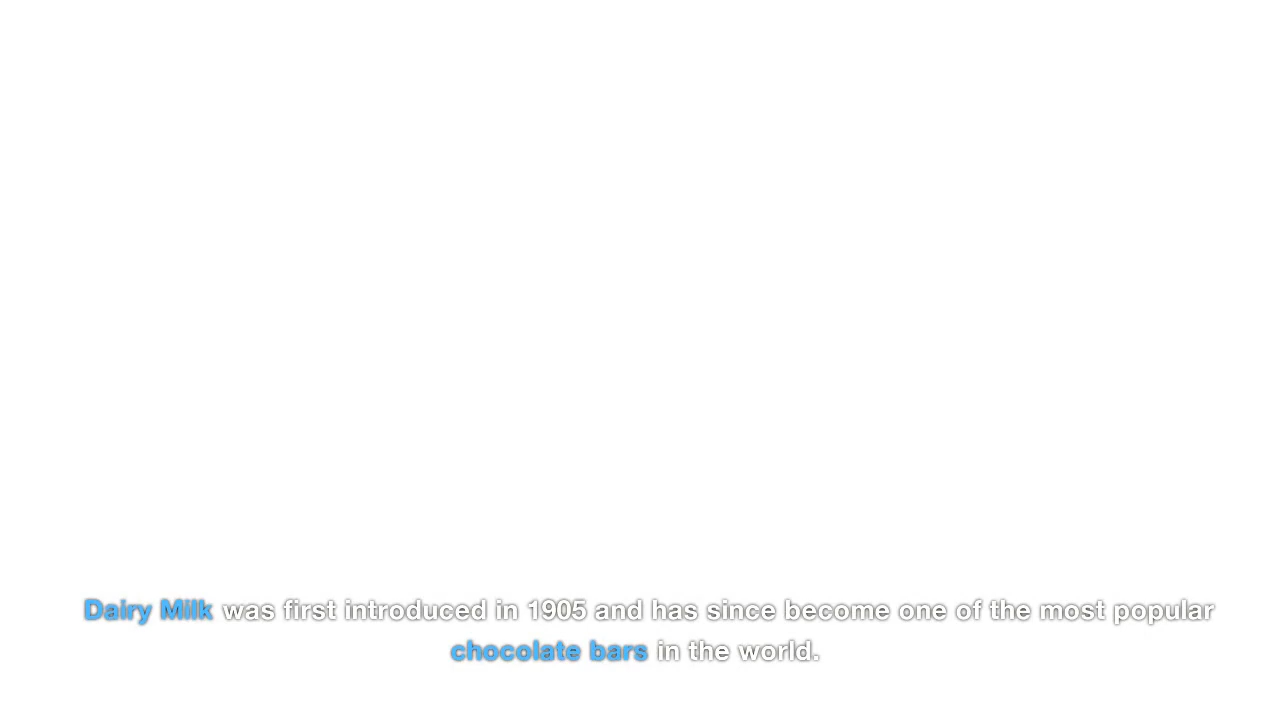 Dairy Milk was first introduced in 1905 and has since become one of the most popular
chocolate bars in the world.